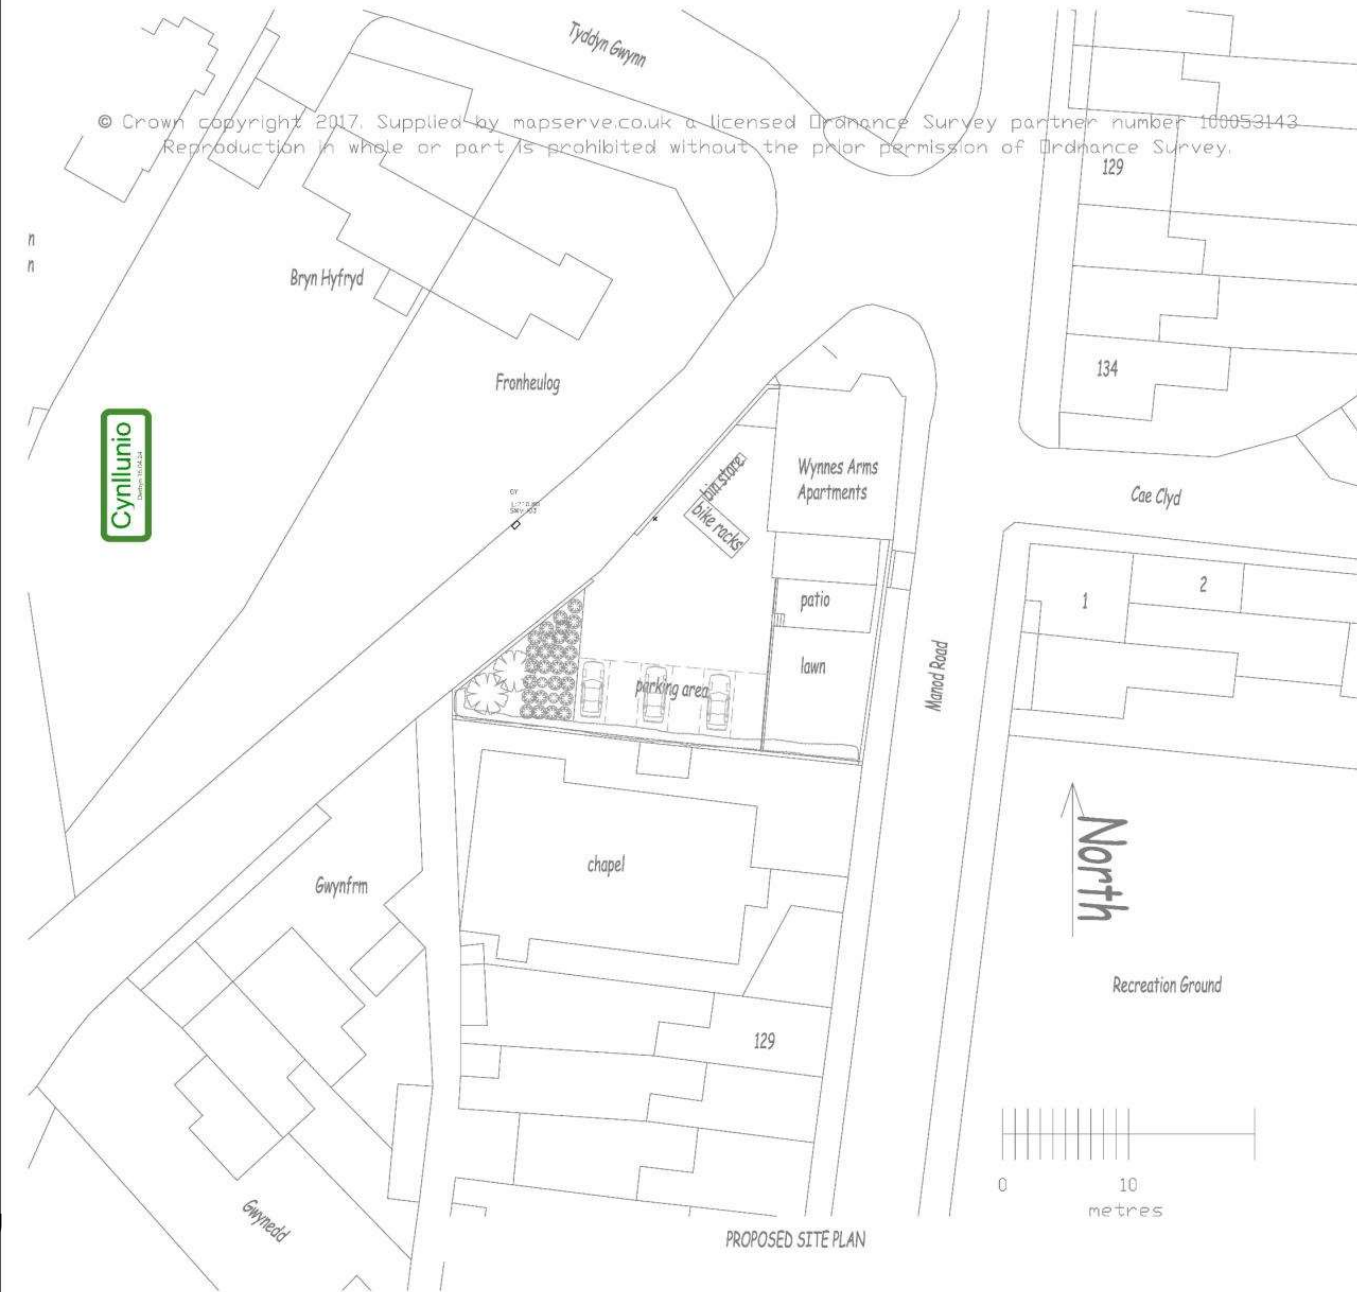 Tyddyn Gwynn
© Crown copyright 2017. Supplied by mapserve.co.uk a licensed Ordnance Survey partner number 100053143
Reproduction in whole or part is prohibited without the prior permission of Ordnance Survey.
129
n
n
Bryn Hyfryd
Fronheulog
134
Cynllunio
Wynnes Arms
Apartments
bin store
bike racks
Cae Clyd
patio
1
2
lawn
Manod Road
parking area
North
chapel
Gwynfrm
Recreation Ground
129
0
10
metres
Gwynedd
PROPOSED SITE PLAN